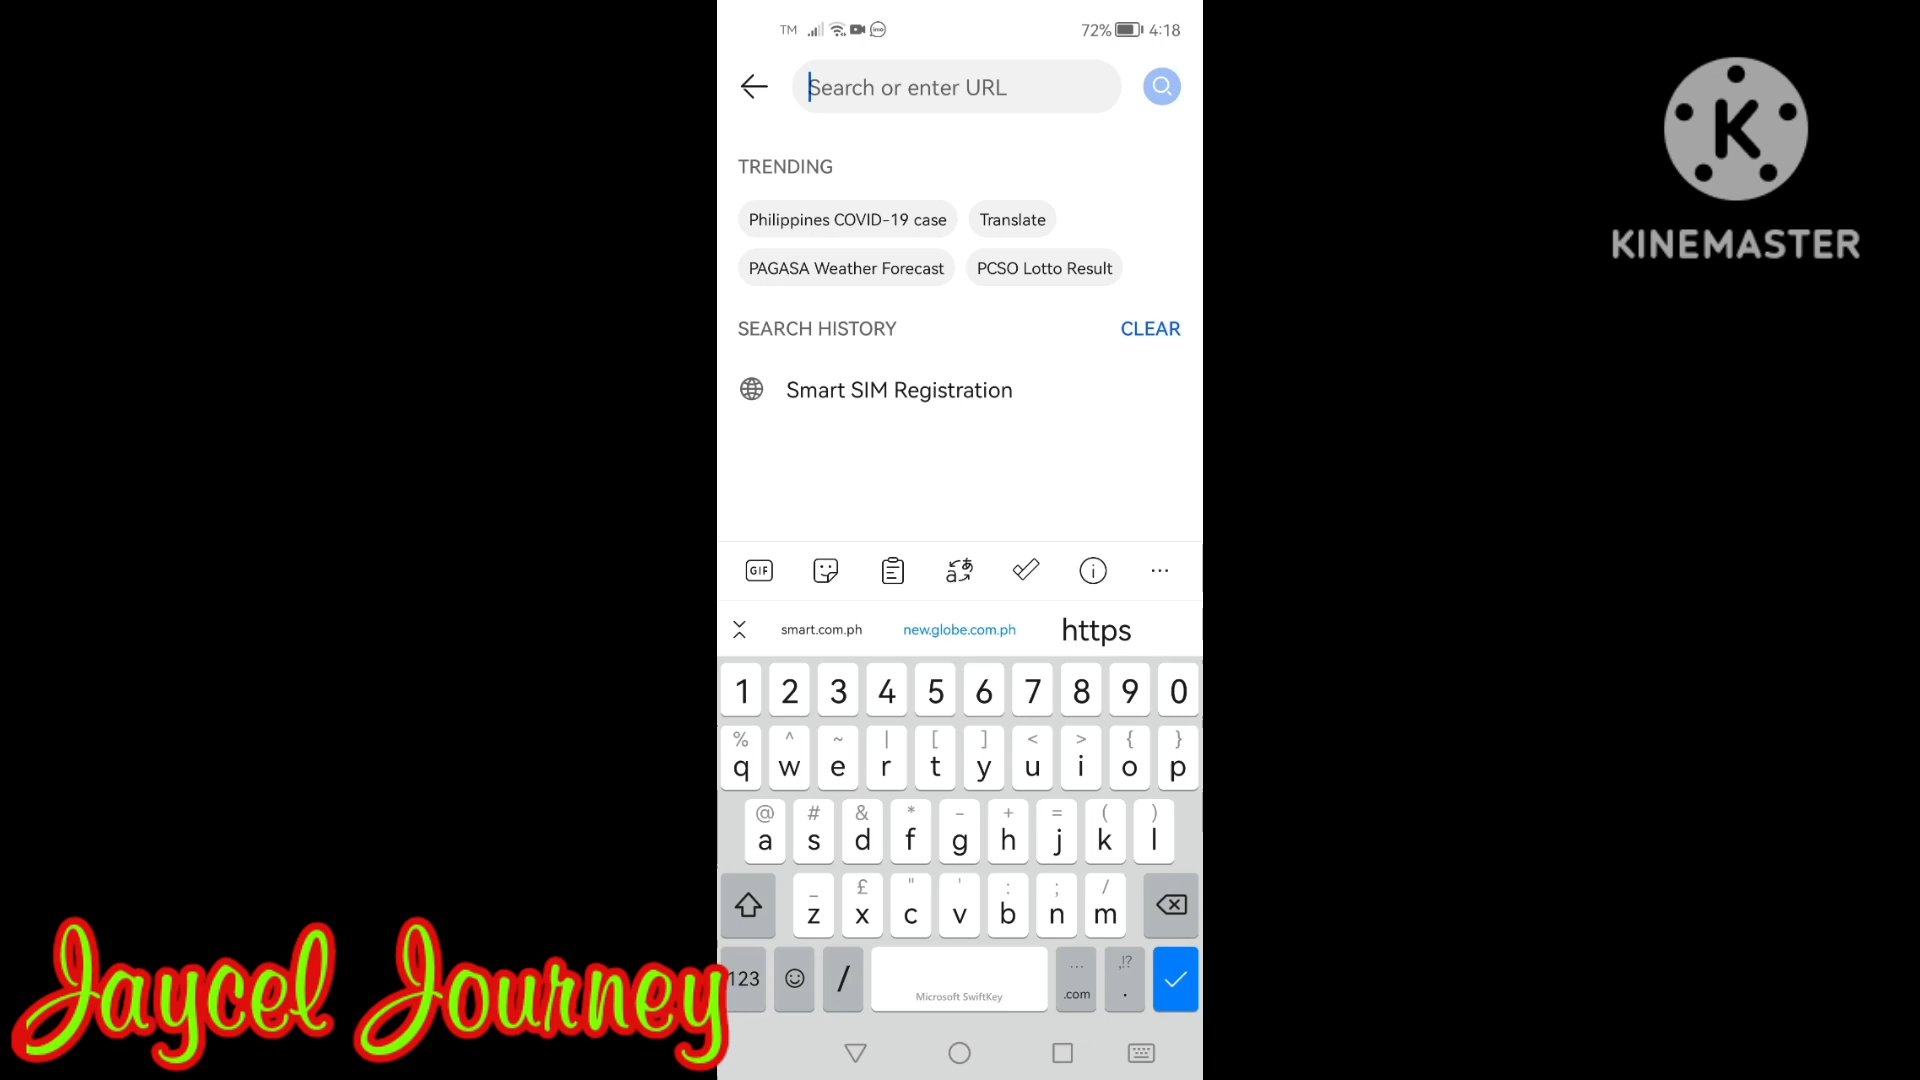 TM 72% 4:18
Search or enter URL
TRENDING
Philippines COVID-19 case Translate
PAGASA Weather Forecast PCSO Lotto Result
SEARCH HISTORY CLEAR
Smart SIM Registration
GIF
smart.com.ph new.globe.com.ph https
1 2 3 4 5 6 7 8 9 0
% ^ ~ | [ ] < > { }
q w e r t y u i o p
@ # & * - + = ( )
a s d f g h j k l
_ £ " ' : ; /
z x c v b n m
123 / Microsoft SwiftKey ... .com ,!? .
K
KINEMASTER
Jaycel Journey